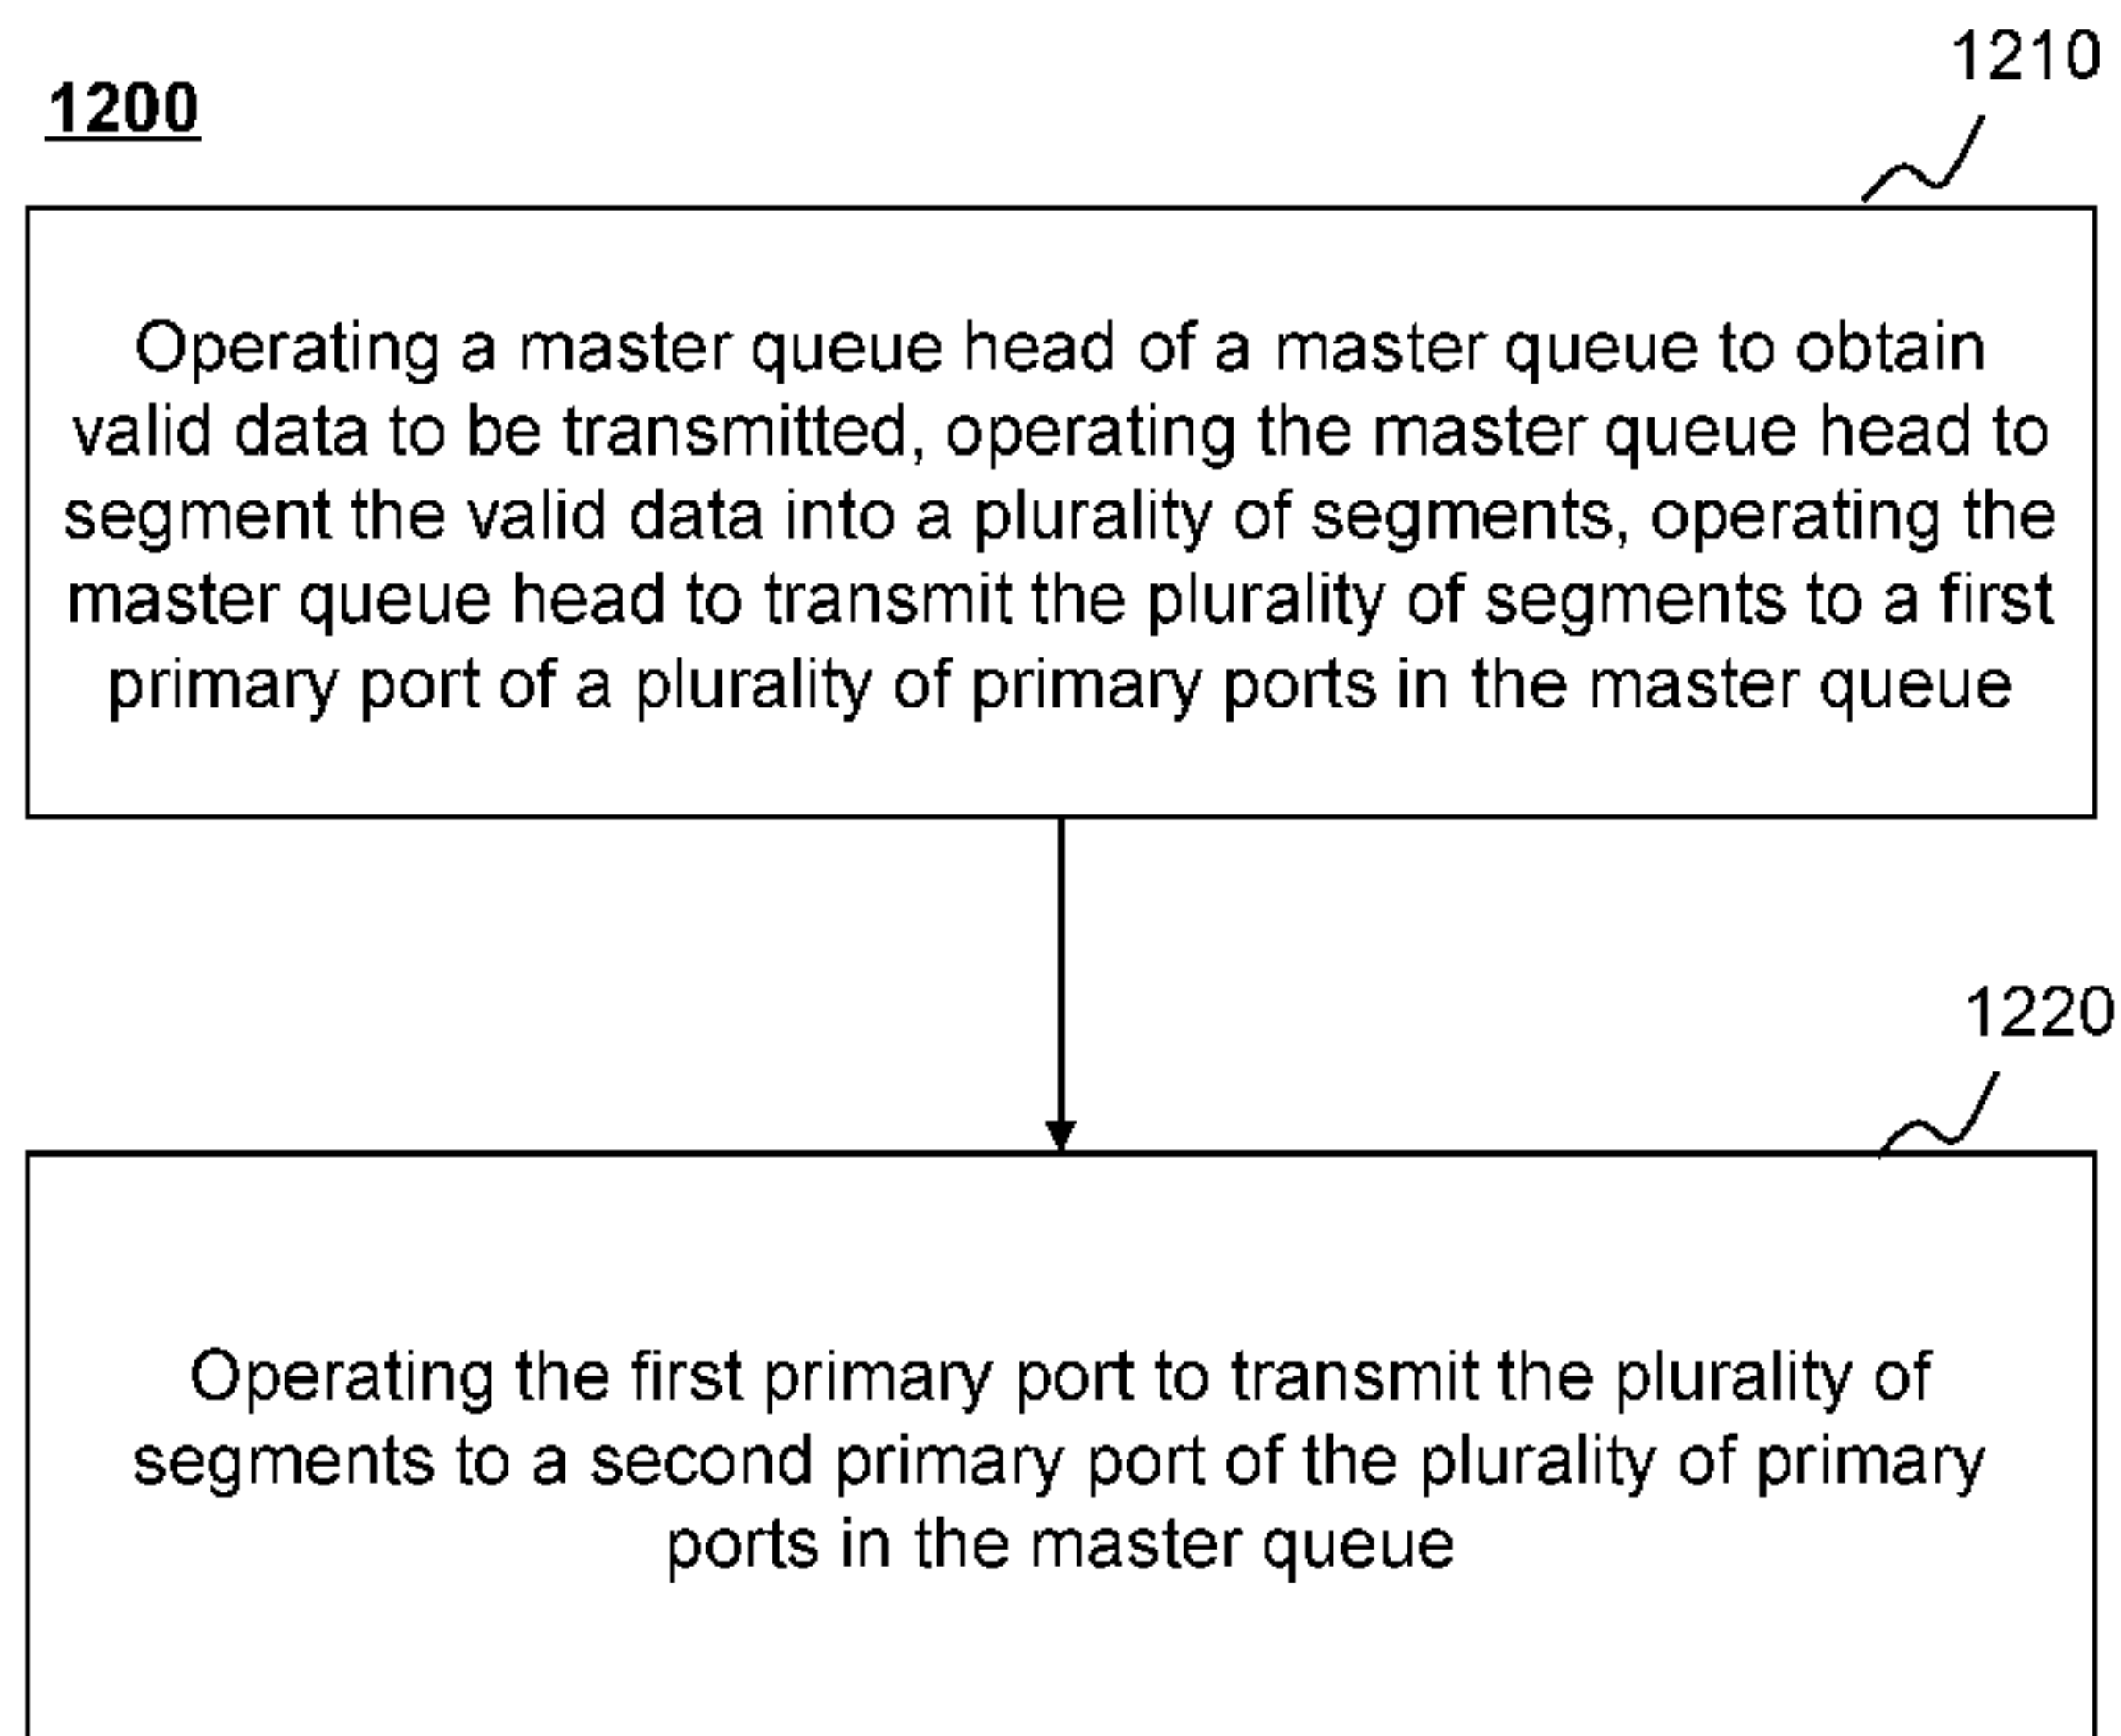 1210
1200
Operating a master queue head of a master queue to obtain
valid data to be transmitted, operating the master queue head to
segment the valid data into a plurality of segments, operating the
master queue head to transmit the plurality of segments to a first
primary port of a plurality of primary ports in the master queue
1220
Operating the first primary port to transmit the plurality of
segments to a second primary port of the plurality of primary
ports in the master queue